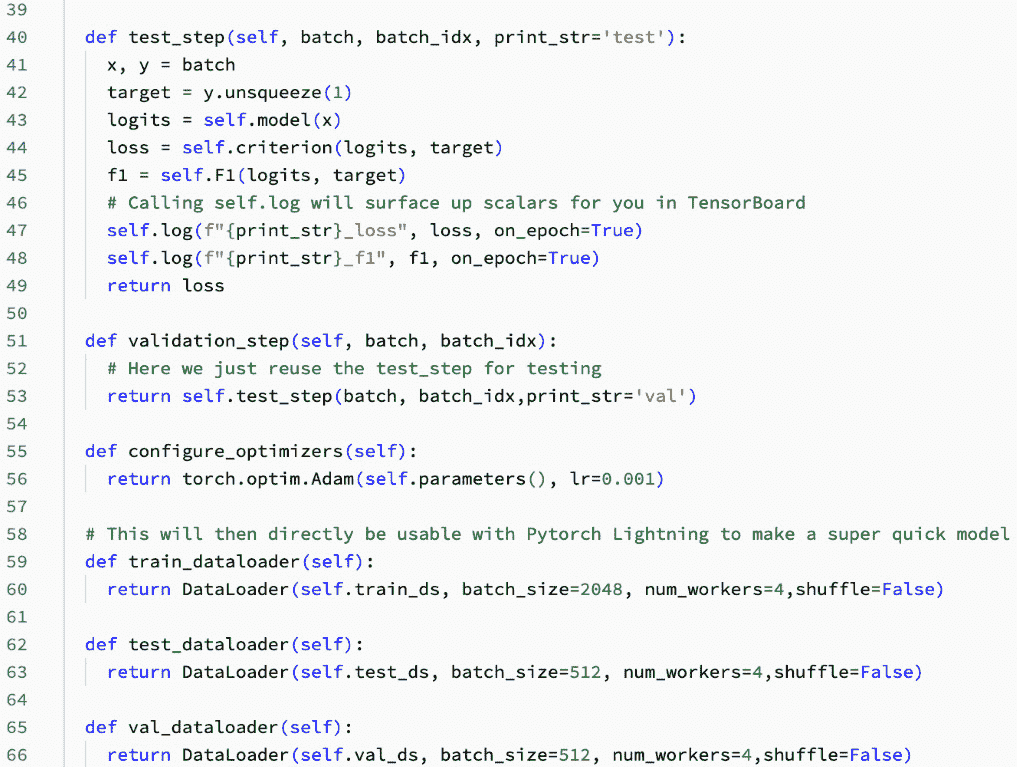 39
40 def test_step(self, batch, batch_idx, print_str='test'):
41 x, y = batch
42 target = y.unsqueeze(1)
43 logits = self.model(x)
44 loss = self.criterion(logits, target)
45 f1 = self.F1(logits, target)
46 # Calling self.log will surface up scalars for you in TensorBoard
47 self.log(f"{print_str}_loss", loss, on_epoch=True)
48 self.log(f"{print_str}_f1", f1, on_epoch=True)
49 return loss
50
51 def validation_step(self, batch, batch_idx):
52 # Here we just reuse the test_step for testing
53 return self.test_step(batch, batch_idx,print_str='val')
54
55 def configure_optimizers(self):
56 return torch.optim.Adam(self.parameters(), lr=0.001)
57
58 # This will then directly be usable with Pytorch Lightning to make a super quick model
59 def train_dataloader(self):
60 return DataLoader(self.train_ds, batch_size=2048, num_workers=4,shuffle=False)
61
62 def test_dataloader(self):
63 return DataLoader(self.test_ds, batch_size=512, num_workers=4,shuffle=False)
64
65 def val_dataloader(self):
66 return DataLoader(self.val_ds, batch_size=512, num_workers=4,shuffle=False)